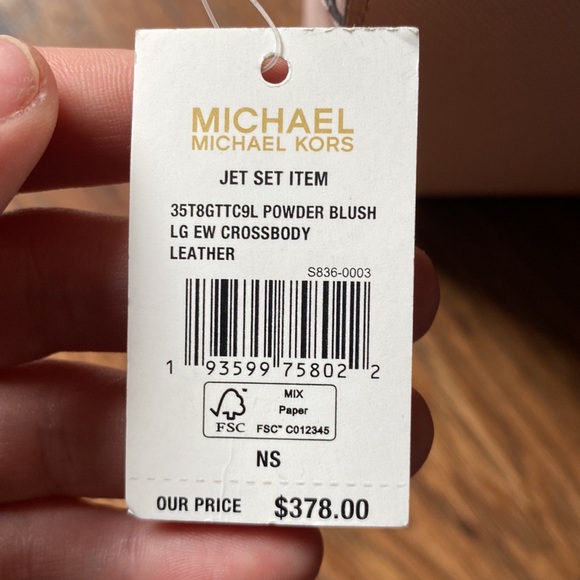 MICHAEL
MICHAEL KORS
JET SET ITEM
35T8GTTC9L POWDER BLUSH
LG EW CROSSBODY
LEATHER
S836-0003
1 93599 75802 2
FSC
MIX
Paper
FSC™ C012345
NS
OUR PRICE $378.00